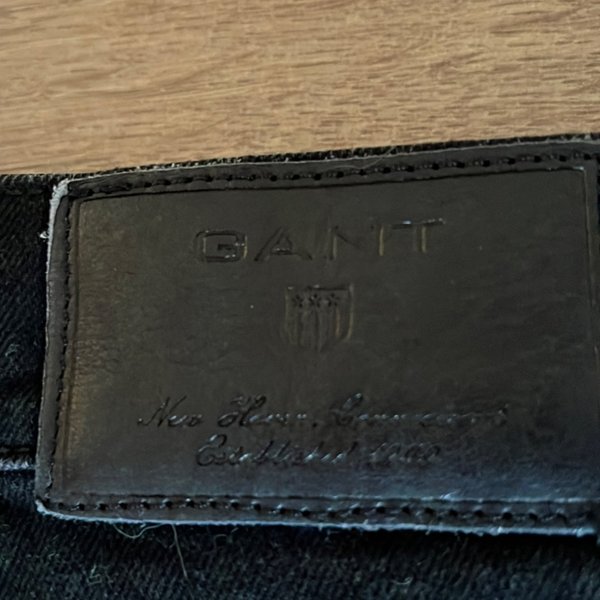 GANT
New Haven, Connecticut
Established